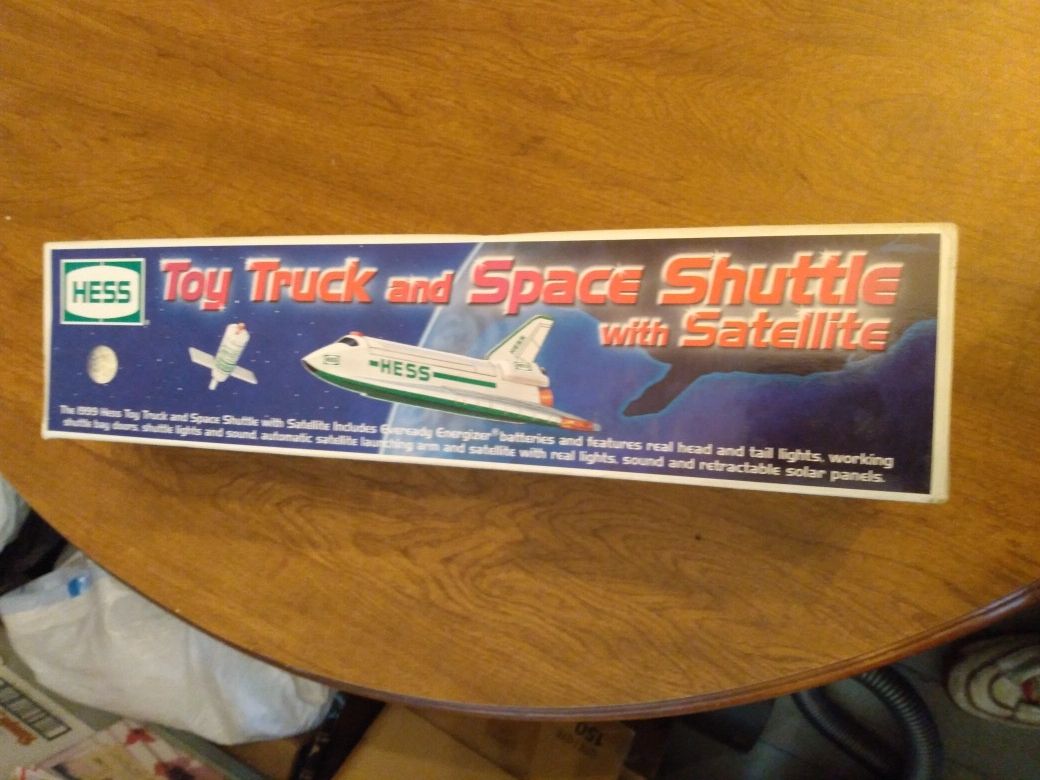 HESS
Toy Truck and Space Shuttle
with Satellite
HESS
HESS
The 1999 Hess Toy Truck and Space Shuttle with Satellite Includes Eveready Energizer® batteries and features real head and tail lights, working
shuttle bay doors, shuttle lights and sound, automatic satellite launching arm and satellite with real lights, sound and retractable solar panels.
150